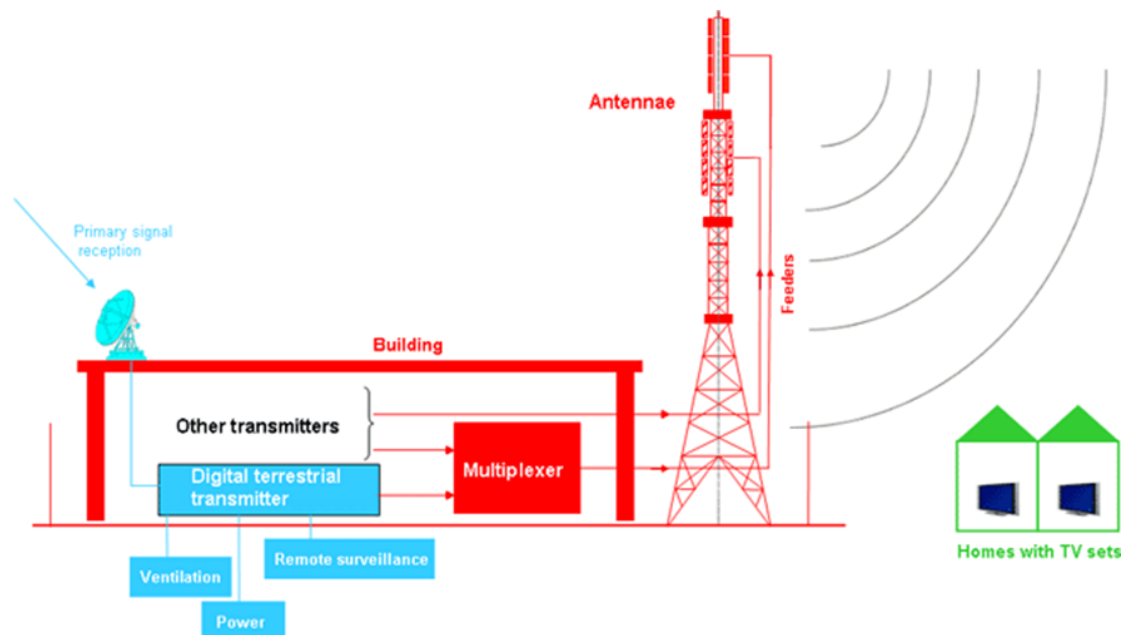 Antennae
Primary signal
reception
Feeders
Building
Other transmitters
Digital terrestrial
transmitter
Multiplexer
Remote surveillance
Ventilation
Power
Homes with TV sets